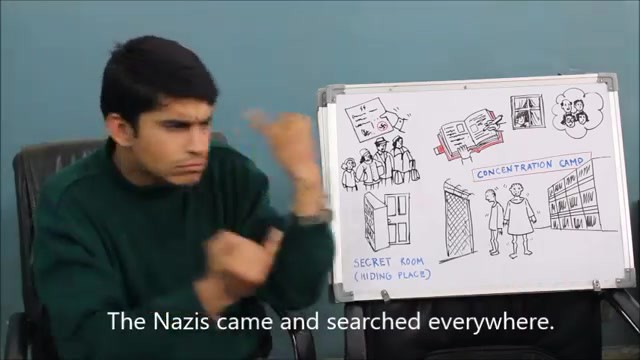 CONCENTRATION CAMP
SECRET ROOM
(HIDING PLACE)
The Nazis came and searched everywhere.